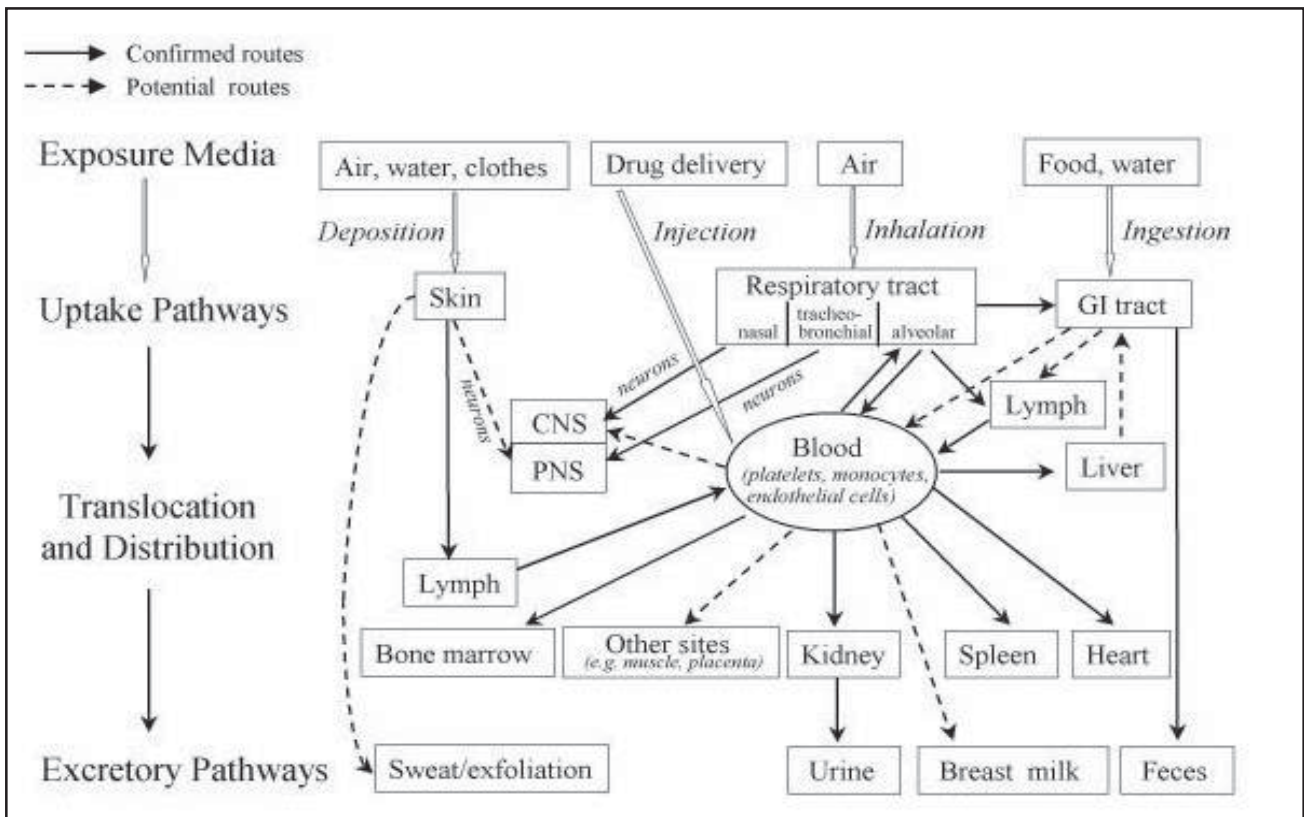 Confirmed routes
Potential routes
Exposure Media
Air, water, clothes
Drug delivery
Air
Food, water
Deposition
Injection
Inhalation
Ingestion
Uptake Pathways
Skin
Respiratory tract
nasal
tracheo-
bronchial
alveolar
GI tract
neurons
neurons
neurons
CNS
PNS
Lymph
Blood
(platelets, monocytes,
endothelial cells)
Liver
Translocation
and Distribution
Lymph
Bone marrow
Other sites
(e.g. muscle, placenta)
Kidney
Spleen
Heart
Excretory Pathways
Sweat/exfoliation
Urine
Breast milk
Feces